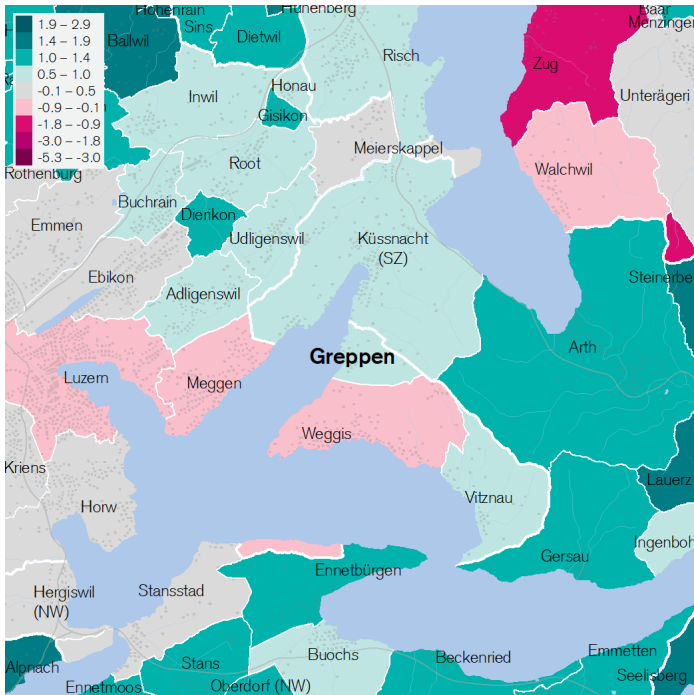 Hohenrain
Hünenberg
Baar
Menzingen
1.9 – 2.9
1.4 – 1.9
1.0 – 1.4
0.5 – 1.0
-0.1 – 0.5
-0.9 – -0.1
-1.8 – -0.9
-3.0 – -1.8
-5.3 – -3.0
Ballwil
Sins
Dietwil
Risch
Zug
Inwil
Honau
Unterägeri
Gisikon
Meierskappel
Root
Walchwil
Rothenburg
Buchrain
Dierikon
Emmen
Udligenswil
Küssnacht
(SZ)
Ebikon
Steinerbe
Adligenswil
Greppen
Arth
Luzern
Meggen
Weggis
Kriens
Lauerz
Vitznau
Horw
Ingenboh
Gersau
Ennetbürgen
Hergiswil
(NW)
Stansstad
Buochs
Beckenried
Emmetten
Stans
Alpnach
Seelisberg
Ennetmoos
Oberdorf (NW)